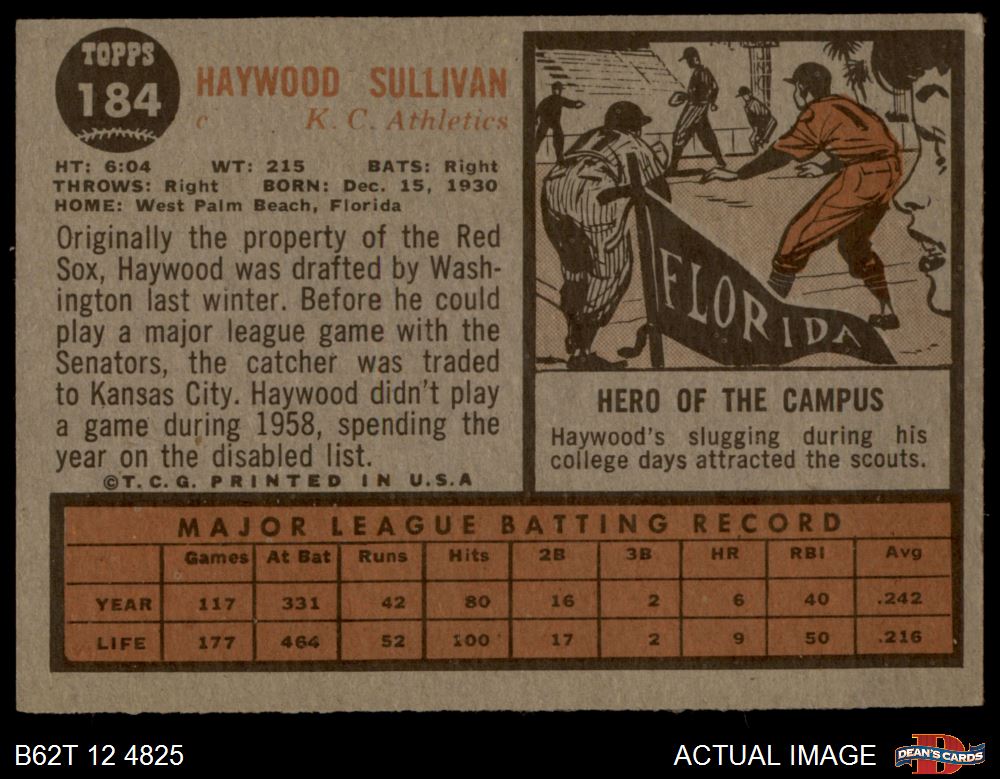 TOPPS
184
HAYWOOD SULLIVAN
c K. C. Athletics
HT: 6:04 WT: 215 BATS: Right
THROWS: Right BORN: Dec. 15, 1930
HOME: West Palm Beach, Florida
Originally the property of the Red
Sox, Haywood was drafted by Wash-
ington last winter. Before he could
play a major league game with the
Senators, the catcher was traded
to Kansas City. Haywood didn't play
a game during 1958, spending the
year on the disabled list.
©T.C.G. PRINTED IN U.S.A
FLORIDA
HERO OF THE CAMPUS
Haywood's slugging during his
college days attracted the scouts.
MAJOR LEAGUE BATTING RECORD
Games At Bat Runs Hits 2B 3B HR RBI Avg
YEAR 117 331 42 80 16 2 6 40 .242
LIFE 177 464 52 100 17 2 9 50 .216
B62T 12 4825 ACTUAL IMAGE DEAN'S CARDS